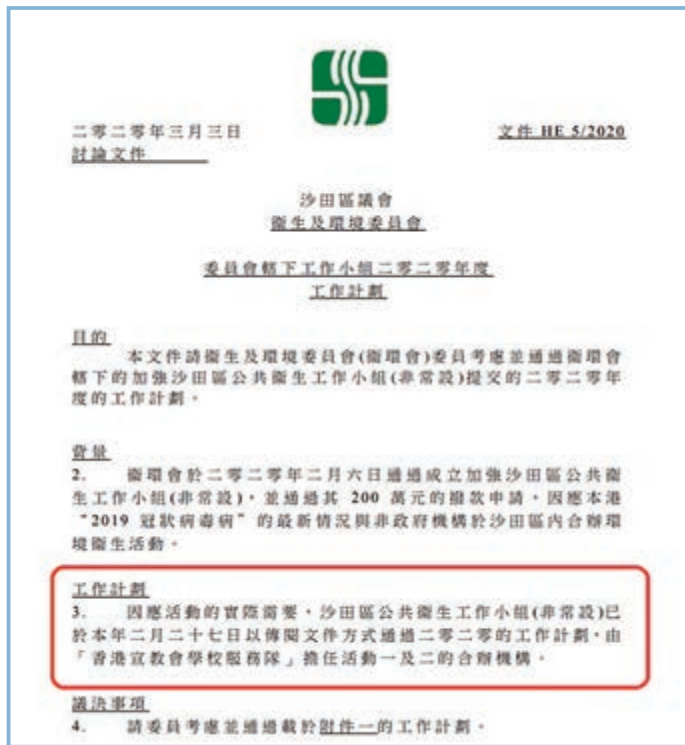 二零二零年三月三日 文件 HE 5/2020
討論文件
沙田區議會
衞生及環境委員會
委員會轄下工作小組二零二零年度
工作計劃
目的
本文件請衞生及環境委員會(衞環會)委員考慮並通過衞環會
轄下的加強沙田區公共衞生工作小組(非常設)提交的二零二零年
度的工作計劃。
背景
2. 衞環會於二零二零年二月六日通過成立加強沙田區公共衞
生工作小組(非常設)，並通過其 200 萬元的撥款申請，因應本港
“2019 冠狀病毒病”的最新情況與非政府機構於沙田區內合辦環
境衞生活動。
工作計劃
3. 因應活動的實際需要，沙田區公共衞生工作小組(非常設)已
於本年二月二十七日以傳閱文件方式通過二零二零的工作計劃，由
「香港宣教會學校服務隊」擔任活動一及二的合辦機構。
議決事項
4. 請委員考慮並通過載於附件一的工作計劃。